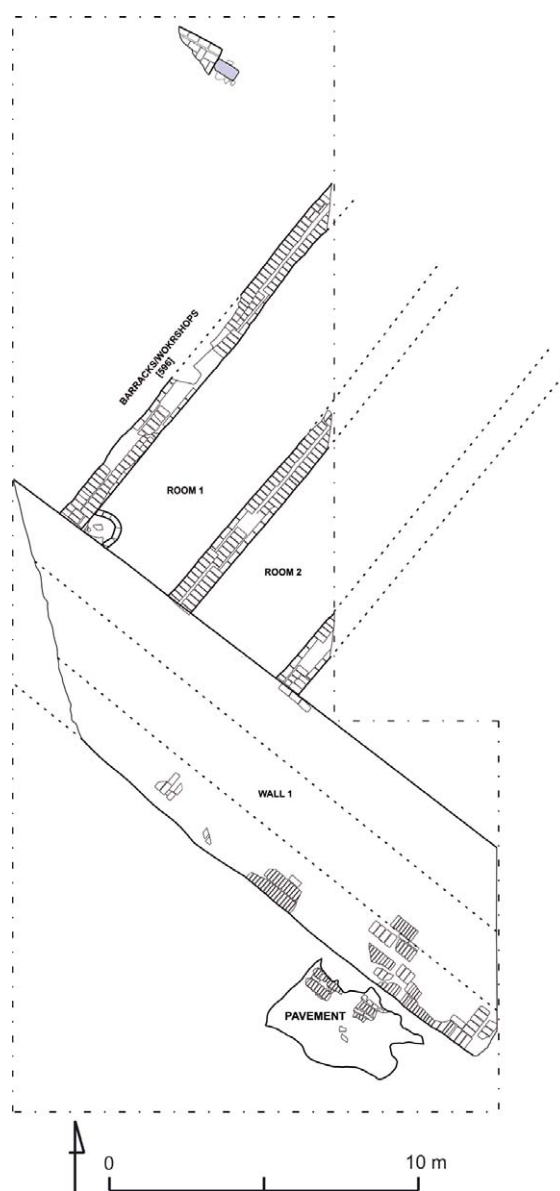 BARRACKS/WOKRSHOPS
[596]
ROOM 1
ROOM 2
WALL 1
PAVEMENT
0
10 m